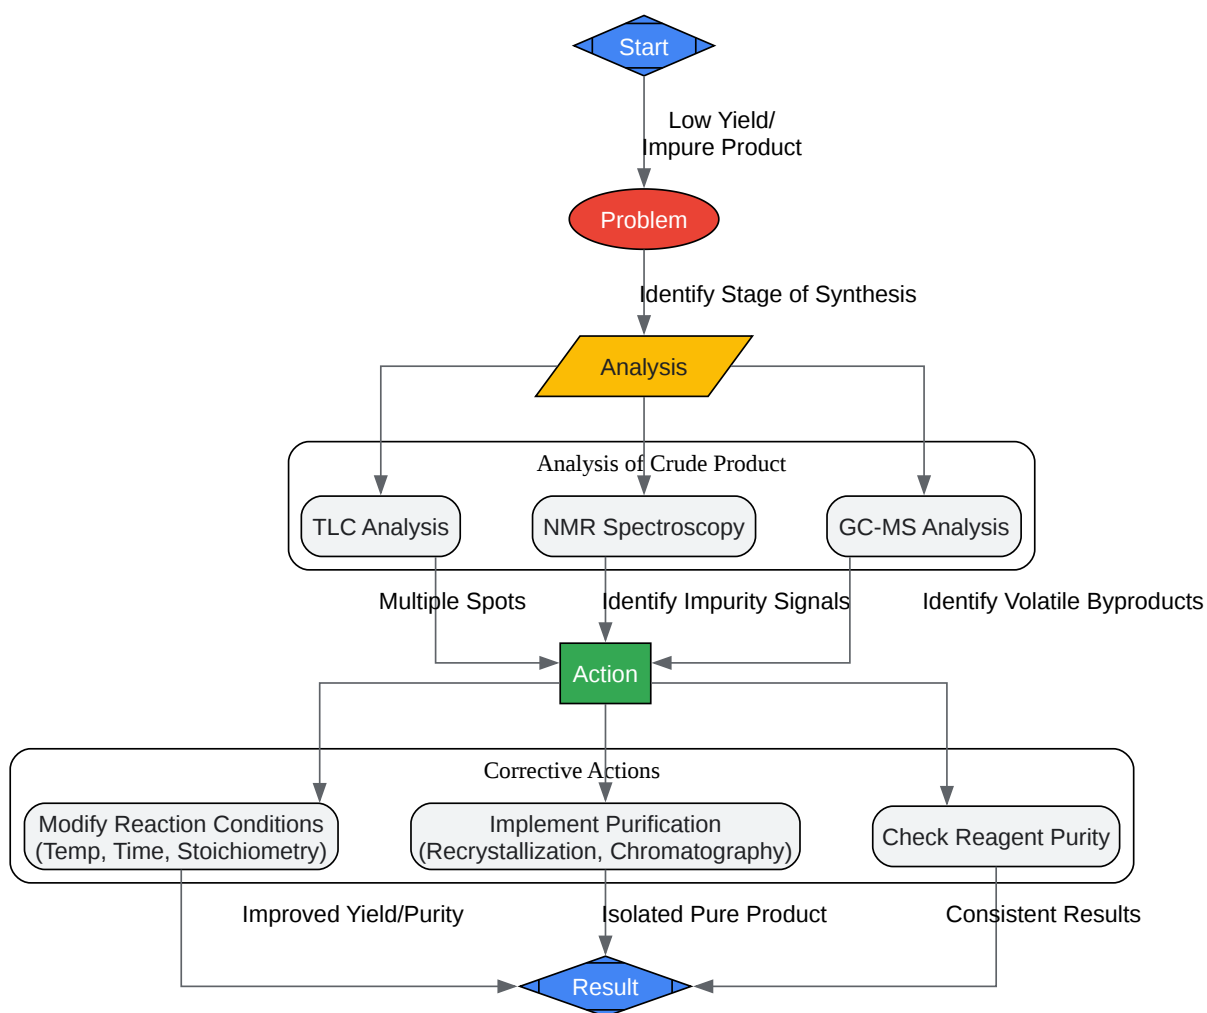 Start
Low Yield/
Impure Product
Problem
Identify Stage of Synthesis
Analysis
Analysis of Crude Product
TLC Analysis
NMR Spectroscopy
GC-MS Analysis
Multiple Spots
Identify Impurity Signals
Identify Volatile Byproducts
Action
Corrective Actions
Modify Reaction Conditions
(Temp, Time, Stoichiometry)
Implement Purification
(Recrystallization, Chromatography)
Check Reagent Purity
Improved Yield/Purity
Isolated Pure Product
Consistent Results
Result